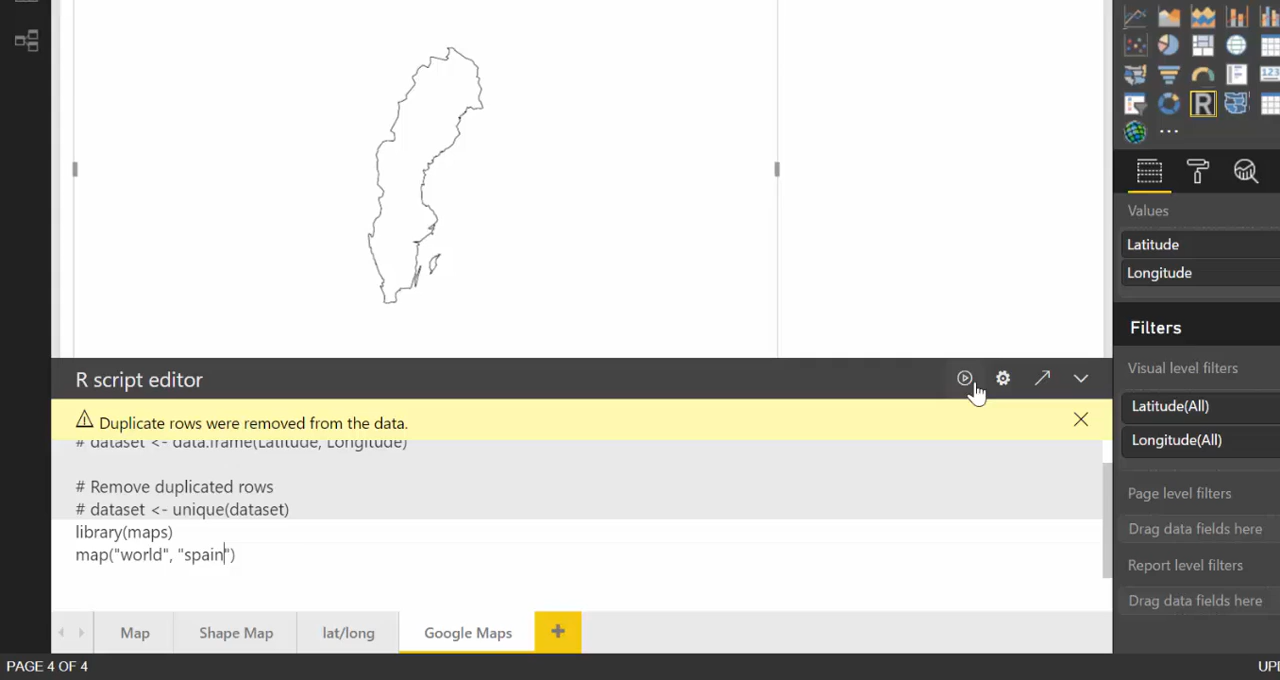 R
123
Values
Latitude
Longitude
Filters
Visual level filters
Latitude(All)
Longitude(All)
Page level filters
Drag data fields here
Report level filters
Drag data fields here
R script editor
Duplicate rows were removed from the data.
# dataset <- data.frame(Latitude, Longitude)
# Remove duplicated rows
# dataset <- unique(dataset)
library(maps)
map("world", "spain")
Map
Shape Map
lat/long
Google Maps
PAGE 4 OF 4